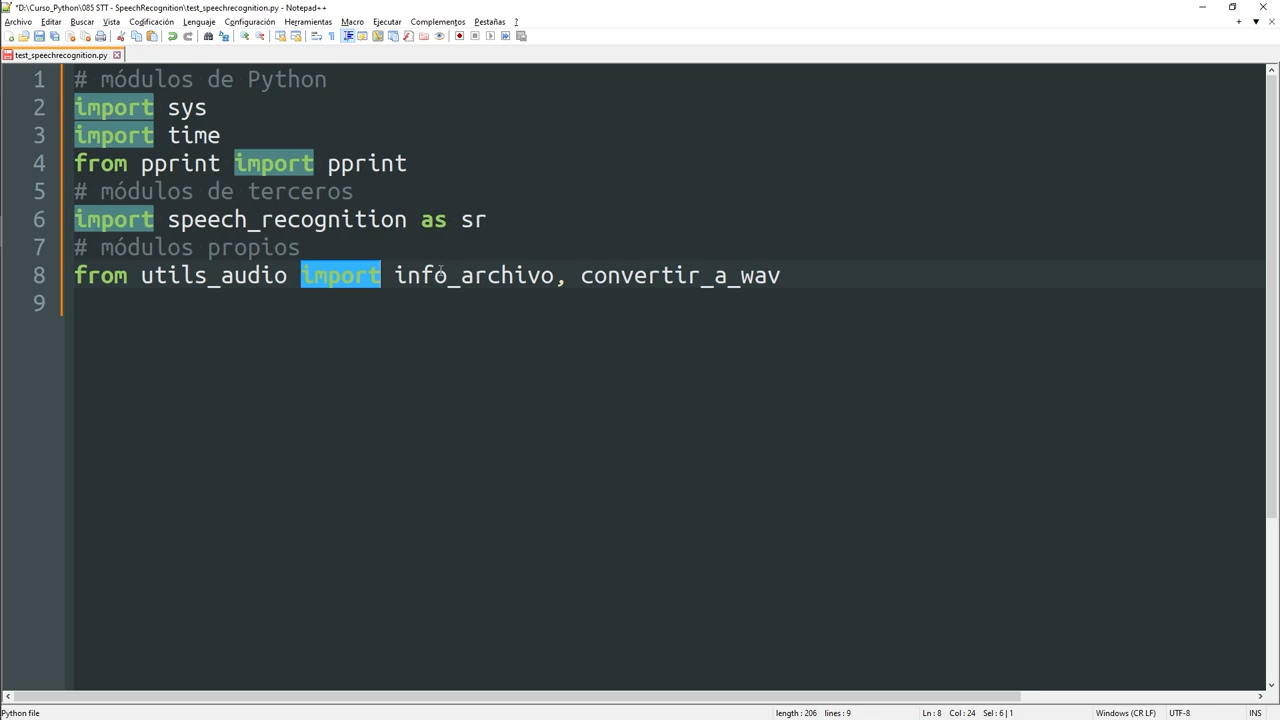 *D:\Curso_Python\085 STT - SpeechRecognition\test_speechrecognition.py - Notepad++
Archivo Editar Buscar Vista Codificación Lenguaje Configuración Herramientas Macro Ejecutar Complementos Pestañas ?
test_speechrecognition.py
1 # módulos de Python
2 import sys
3 import time
4 from pprint import pprint
5 # módulos de terceros
6 import speech_recognition as sr
7 # módulos propios
8 from utils_audio import info_archivo, convertir_a_wav
9
Python file length : 206 lines : 9 Ln : 8 Col : 24 Sel : 6 | 1 Windows (CR LF) UTF-8 INS